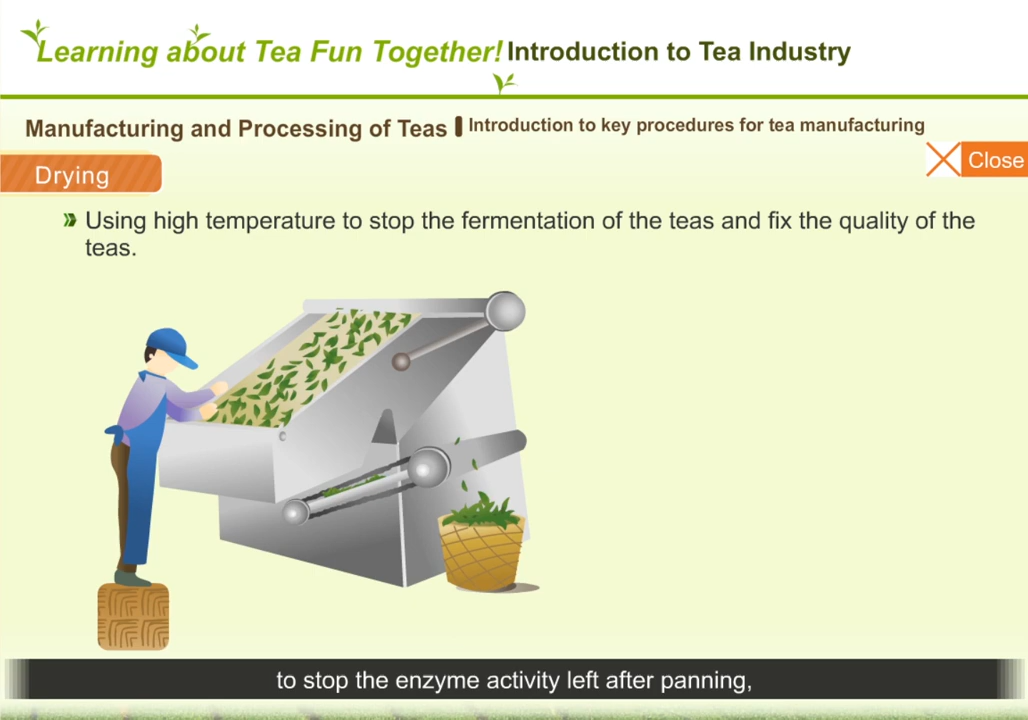 Learning about Tea Fun Together! Introduction to Tea Industry
Manufacturing and Processing of Teas Introduction to key procedures for tea manufacturing
Close
Drying
Using high temperature to stop the fermentation of the teas and fix the quality of the
teas.
to stop the enzyme activity left after panning,